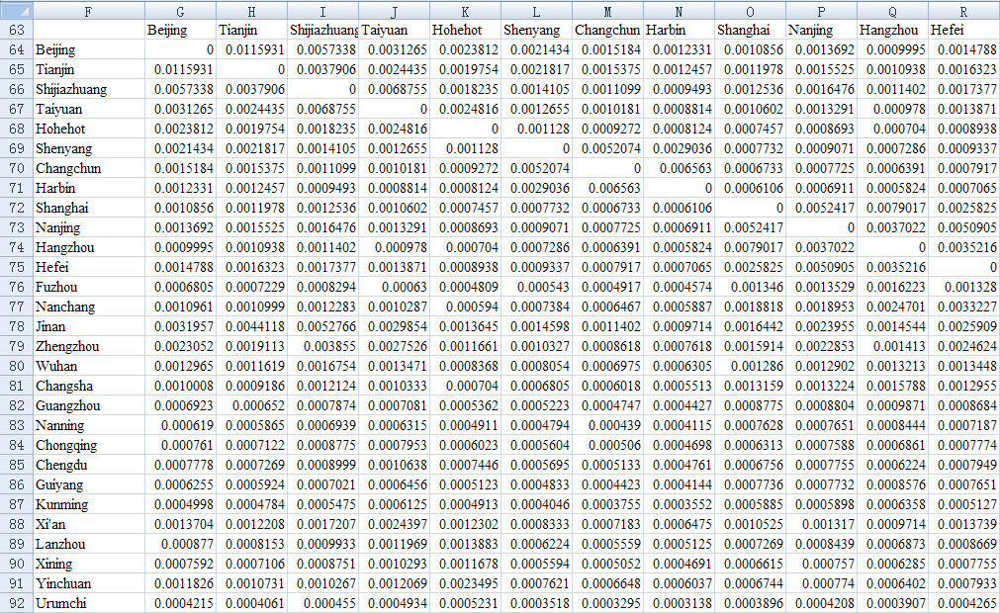 F G H I J K L M N O P Q R
63 Beijing Tianjin Shijiazhuang Taiyuan Hohehot Shenyang Changchun Harbin Shanghai Nanjing Hangzhou Hefei
64 Beijing 0 0.0115931 0.0057338 0.0031265 0.0023812 0.0021434 0.0015184 0.0012331 0.0010856 0.0013692 0.0009995 0.0014788
65 Tianjin 0.0115931 0 0.0037906 0.0024435 0.0019754 0.0021817 0.0015375 0.0012457 0.0011978 0.0015525 0.0010938 0.0016323
66 Shijiazhuang 0.0057338 0.0037906 0 0.0068755 0.0018235 0.0014105 0.0011099 0.0009493 0.0012536 0.0016476 0.0011402 0.0017377
67 Taiyuan 0.0031265 0.0024435 0.0068755 0 0.0024816 0.0012655 0.0010181 0.0008814 0.0010602 0.0013291 0.000978 0.0013871
68 Hohehot 0.0023812 0.0019754 0.0018235 0.0024816 0 0.001128 0.0009272 0.0008124 0.0007457 0.0008693 0.000704 0.0008938
69 Shenyang 0.0021434 0.0021817 0.0014105 0.0012655 0.001128 0 0.0052074 0.0029036 0.0007732 0.0009071 0.0007286 0.0009337
70 Changchun 0.0015184 0.0015375 0.0011099 0.0010181 0.0009272 0.0052074 0 0.006563 0.0006733 0.0007725 0.0006391 0.0007917
71 Harbin 0.0012331 0.0012457 0.0009493 0.0008814 0.0008124 0.0029036 0.006563 0 0.0006106 0.0006911 0.0005824 0.0007065
72 Shanghai 0.0010856 0.0011978 0.0012536 0.0010602 0.0007457 0.0007732 0.0006733 0.0006106 0 0.0052417 0.0079017 0.0025825
73 Nanjing 0.0013692 0.0015525 0.0016476 0.0013291 0.0008693 0.0009071 0.0007725 0.0006911 0.0052417 0 0.0037022 0.0050905
74 Hangzhou 0.0009995 0.0010938 0.0011402 0.000978 0.000704 0.0007286 0.0006391 0.0005824 0.0079017 0.0037022 0 0.0035216
75 Hefei 0.0014788 0.0016323 0.0017377 0.0013871 0.0008938 0.0009337 0.0007917 0.0007065 0.0025825 0.0050905 0.0035216 0
76 Fuzhou 0.0006805 0.0007229 0.0008294 0.00063 0.0004809 0.000543 0.0004917 0.0004574 0.001346 0.0013529 0.0016223 0.001328
77 Nanchang 0.0010961 0.0010999 0.0012283 0.0010287 0.000594 0.0007384 0.0006467 0.0005887 0.0018818 0.0018953 0.0024701 0.0033227
78 Jinan 0.0031957 0.0044118 0.0052766 0.0029854 0.0013645 0.0014598 0.0011402 0.0009714 0.0016442 0.0023955 0.0014544 0.0025909
79 Zhengzhou 0.0023052 0.0019113 0.003855 0.0027526 0.0011661 0.0010327 0.0008618 0.0007618 0.0015914 0.0022853 0.001413 0.0024624
80 Wuhan 0.0012965 0.0011619 0.0016754 0.0013471 0.0008368 0.0008054 0.0006975 0.0006305 0.001286 0.0012902 0.0013213 0.0013448
81 Changsha 0.0010008 0.0009186 0.0012124 0.0010333 0.000704 0.0006805 0.0006018 0.0005513 0.0013159 0.0013224 0.0015788 0.0012955
82 Guangzhou 0.0006923 0.000652 0.0007874 0.0007081 0.0005362 0.0005223 0.0004747 0.0004427 0.0008775 0.0008804 0.0009871 0.0008684
83 Nanning 0.000619 0.0005865 0.0006939 0.0006315 0.0004911 0.0004794 0.000439 0.0004115 0.0007628 0.0007651 0.0008444 0.0007187
84 Chongqing 0.000761 0.0007122 0.0008775 0.0007953 0.0006023 0.0005604 0.000506 0.0004698 0.0006313 0.0007588 0.0006861 0.0007774
85 Chengdu 0.0007778 0.0007269 0.0008999 0.0010638 0.0007446 0.0005695 0.0005133 0.0004761 0.0006756 0.0007755 0.0006224 0.0007949
86 Guiyang 0.0006255 0.0005924 0.0007021 0.0006456 0.0005123 0.0004833 0.0004423 0.0004144 0.0007736 0.0007732 0.0008576 0.0007651
87 Kunming 0.0004998 0.0004784 0.0005475 0.0006125 0.0004913 0.0004046 0.0003755 0.0003552 0.0005885 0.0005898 0.0006358 0.0005127
88 Xi'an 0.0013704 0.0012208 0.0017207 0.0024397 0.0012302 0.0008333 0.0007183 0.0006475 0.0010525 0.001317 0.0009714 0.0013739
89 Lanzhou 0.000877 0.0008153 0.0009933 0.0011969 0.0013883 0.0006224 0.0005559 0.0005125 0.0007269 0.0008439 0.0006873 0.0008669
90 Xining 0.0007592 0.0007106 0.0008751 0.0010293 0.0011678 0.0005594 0.0005052 0.0004691 0.0006615 0.000757 0.0006285 0.0007755
91 Yinchuan 0.0011826 0.0010731 0.0010267 0.0012069 0.0023495 0.0007621 0.0006648 0.0006037 0.0006744 0.000774 0.0006402 0.0007933
92 Urumchi 0.0004215 0.0004061 0.000455 0.0004934 0.0005231 0.0003518 0.0003295 0.0003138 0.0003896 0.0004208 0.0003907 0.0004265